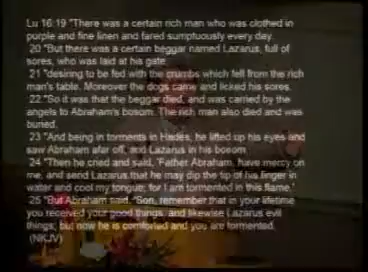 Lu 16:19 "There was a certain rich man who was clothed in
purple and fine linen and fared sumptuously every day.
20 "But there was a certain beggar named Lazarus, full of
sores, who was laid at his gate,
21 "desiring to be fed with the crumbs which fell from the rich
man's table. Moreover the dogs came and licked his sores.
22 "So it was that the beggar died, and was carried by the
angels to Abraham's bosom. The rich man also died and was
buried.
23 "And being in torments in Hades, he lifted up his eyes and
saw Abraham afar off, and Lazarus in his bosom.
24 "Then he cried and said, 'Father Abraham, have mercy on
me, and send Lazarus that he may dip the tip of his finger in
water and cool my tongue; for I am tormented in this flame.'
25 "But Abraham said, 'Son, remember that in your lifetime
you received your good things, and likewise Lazarus evil
things; but now he is comforted and you are tormented.
(NKJV)